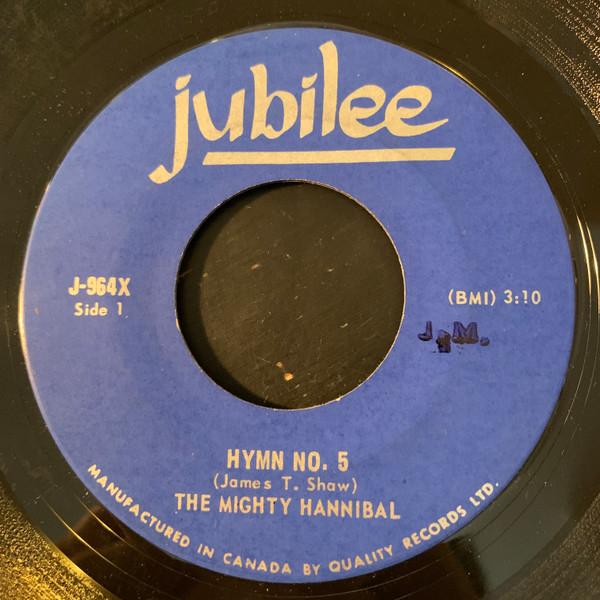 jubilee
J-964X
Side 1
(BMI) 3:10
J.M.
HYMN NO. 5
(James T. Shaw)
THE MIGHTY HANNIBAL
MANUFACTURED IN CANADA BY QUALITY RECORDS LTD.